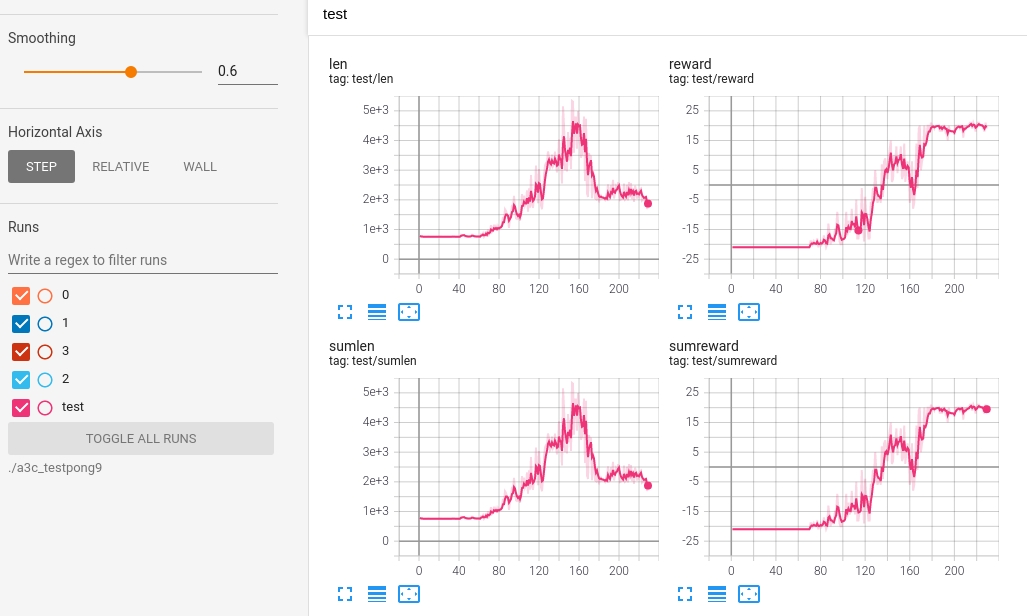 Smoothing
0.6
Horizontal Axis
STEP RELATIVE WALL
Runs
Write a regex to filter runs
0
1
3
2
test
TOGGLE ALL RUNS
./a3c_testpong9
test
len
tag: test/len
5e+3
4e+3
3e+3
2e+3
1e+3
0
0 40 80 120 160 200
reward
tag: test/reward
25
15
5
-5
-15
-25
0 40 80 120 160 200
sumlen
tag: test/sumlen
5e+3
4e+3
3e+3
2e+3
1e+3
0
0 40 80 120 160 200
sumreward
tag: test/sumreward
25
15
5
-5
-15
-25
0 40 80 120 160 200